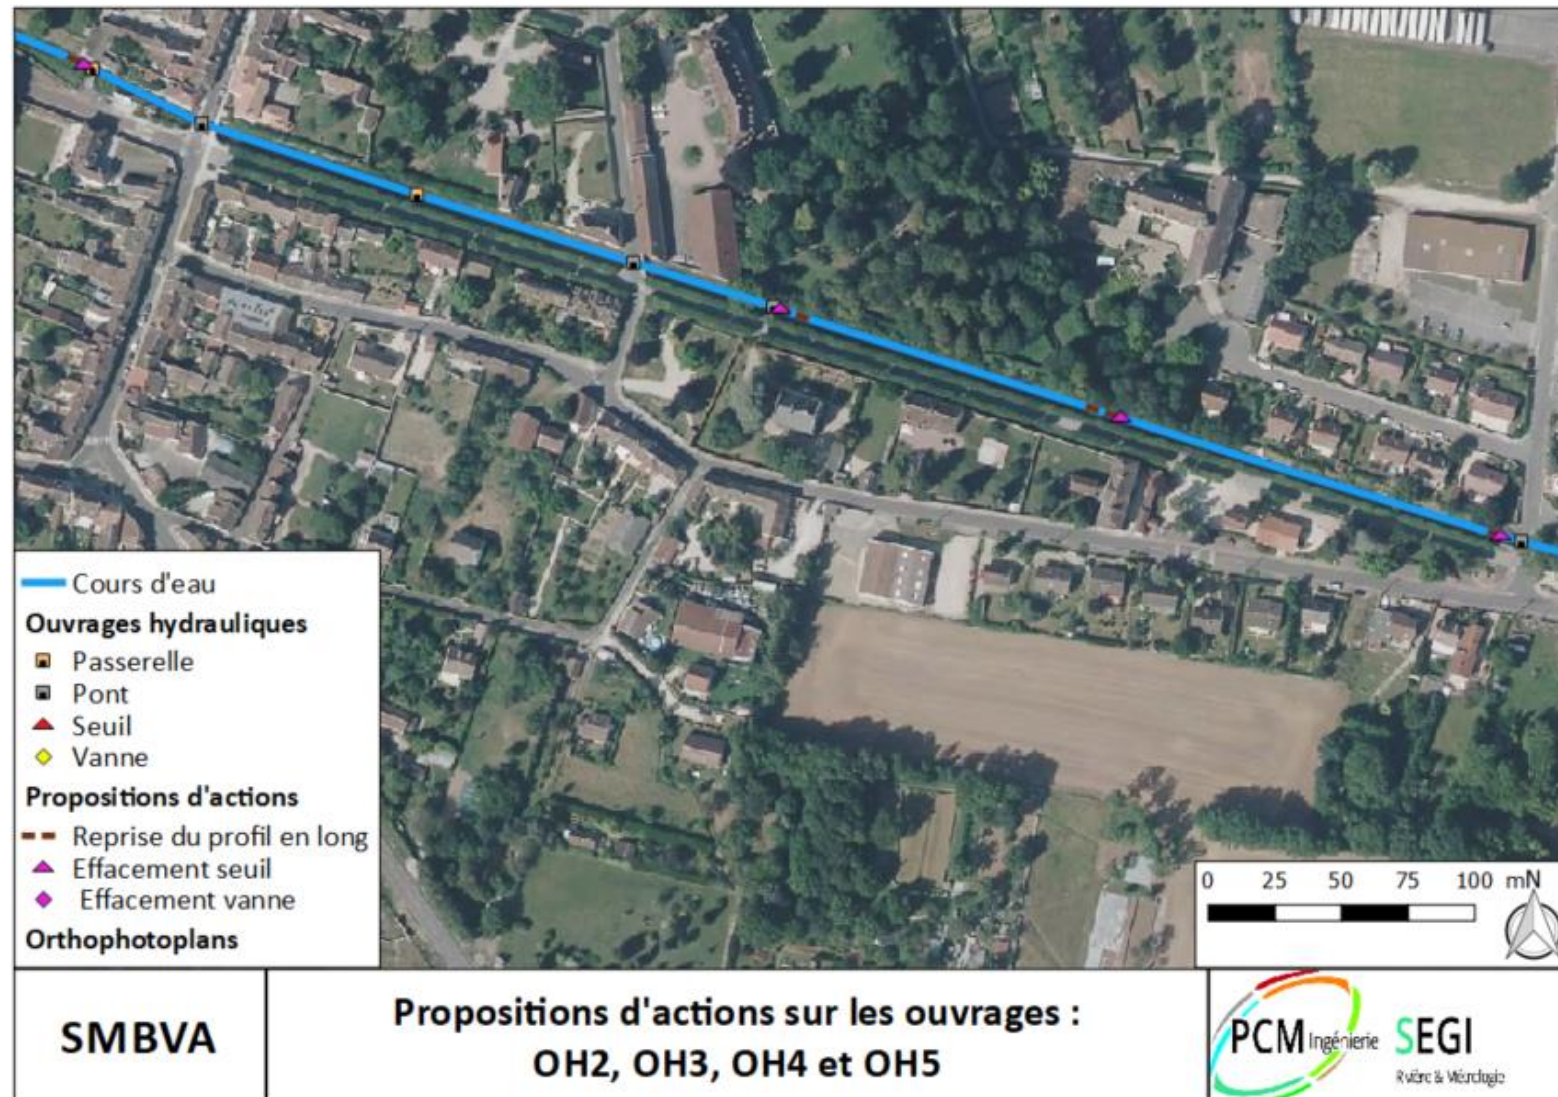 Cours d'eau
Ouvrages hydrauliques
Passerelle
Pont
Seuil
Vanne
Propositions d'actions
Reprise du profil en long
Effacement seuil
Effacement vanne
Orthophotoplans
0 25 50 75 100 m
N
SMBVA
Propositions d'actions sur les ouvrages :
OH2, OH3, OH4 et OH5
PCM Ingénierie
SEGI
Rivière & Métrologie